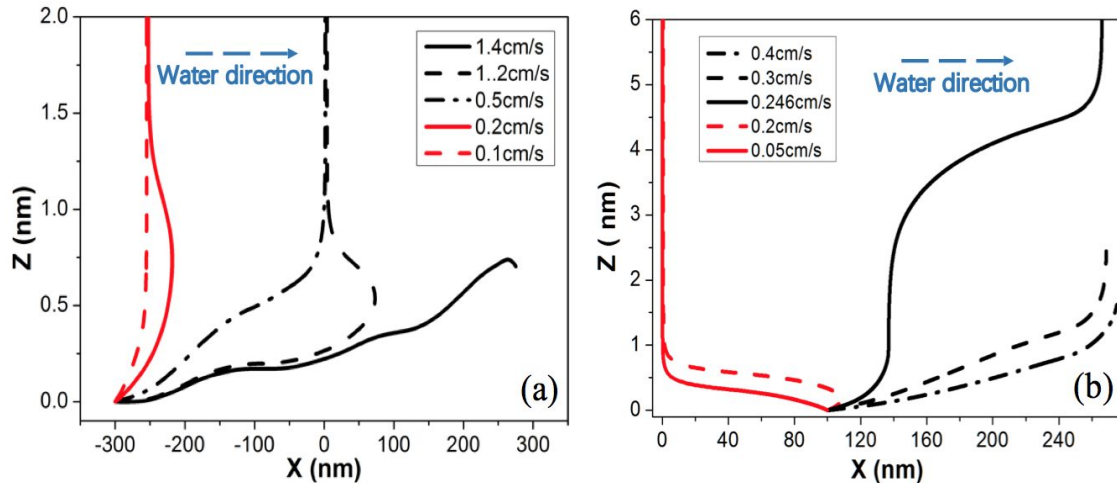 2.0
1.5
1.0
0.5
0.0
Z (nm)
Water direction
1.4cm/s
1..2cm/s
0.5cm/s
0.2cm/s
0.1cm/s
(a)
-300 -200 -100 0 100 200 300
X (nm)
6
5
4
3
2
1
0
Z ( nm)
0.4cm/s
0.3cm/s
0.246cm/s
0.2cm/s
0.05cm/s
Water direction
(b)
0 40 80 120 160 200 240
X (nm)